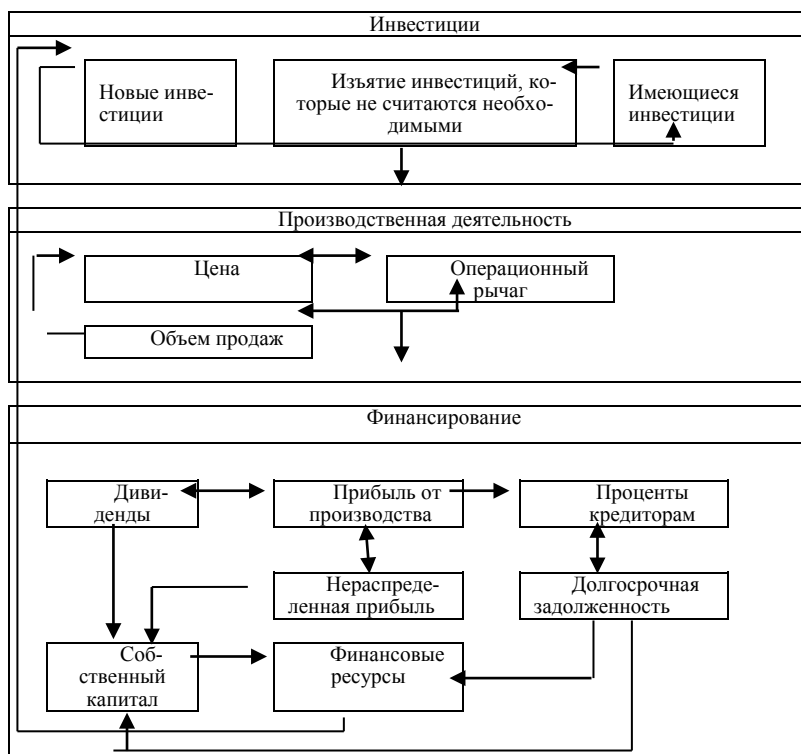 Инвестиции
Новые инве-
стиции
Изъятие инвестиций, ко-
торые не считаются необхо-
димыми
Имеющиеся
инвестиции
Производственная деятельность
Цена
Операционный
рычаг
Объем продаж
Финансирование
Диви-
денды
Прибыль от
производства
Проценты
кредиторам
Нераспреде-
ленная прибыль
Долгосрочная
задолженность
Соб-
ственный
капитал
Финансовые
ресурсы